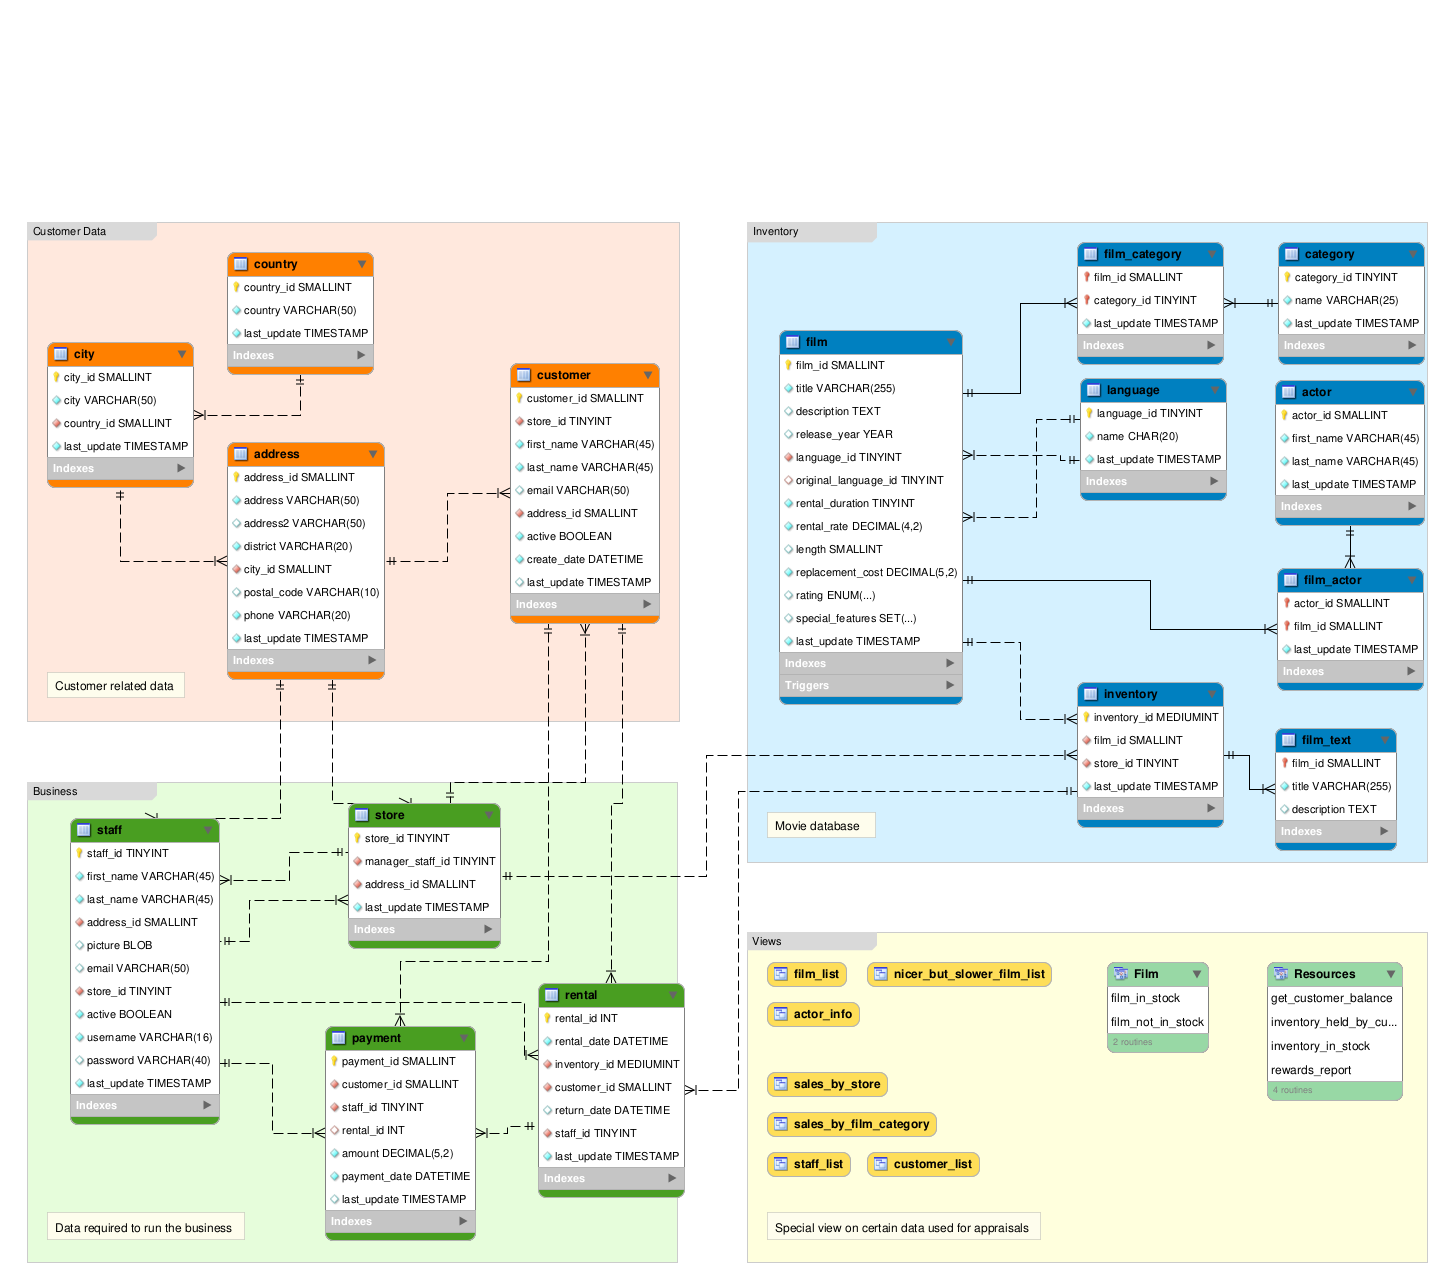 Customer Data
country
country_id SMALLINT
country VARCHAR(50)
last_update TIMESTAMP
Indexes
city
city_id SMALLINT
city VARCHAR(50)
country_id SMALLINT
last_update TIMESTAMP
Indexes
address
address_id SMALLINT
address VARCHAR(50)
address2 VARCHAR(50)
district VARCHAR(20)
city_id SMALLINT
postal_code VARCHAR(10)
phone VARCHAR(20)
last_update TIMESTAMP
Indexes
customer
customer_id SMALLINT
store_id TINYINT
first_name VARCHAR(45)
last_name VARCHAR(45)
email VARCHAR(50)
address_id SMALLINT
active BOOLEAN
create_date DATETIME
last_update TIMESTAMP
Indexes
Customer related data
Inventory
film
film_id SMALLINT
title VARCHAR(255)
description TEXT
release_year YEAR
language_id TINYINT
original_language_id TINYINT
rental_duration TINYINT
rental_rate DECIMAL(4,2)
length SMALLINT
replacement_cost DECIMAL(5,2)
rating ENUM(...)
special_features SET(...)
last_update TIMESTAMP
Indexes
Triggers
film_category
film_id SMALLINT
category_id TINYINT
last_update TIMESTAMP
Indexes
category
category_id TINYINT
name VARCHAR(25)
last_update TIMESTAMP
Indexes
language
language_id TINYINT
name CHAR(20)
last_update TIMESTAMP
Indexes
actor
actor_id SMALLINT
first_name VARCHAR(45)
last_name VARCHAR(45)
last_update TIMESTAMP
Indexes
film_actor
actor_id SMALLINT
film_id SMALLINT
last_update TIMESTAMP
Indexes
inventory
inventory_id MEDIUMINT
film_id SMALLINT
store_id TINYINT
last_update TIMESTAMP
Indexes
film_text
film_id SMALLINT
title VARCHAR(255)
description TEXT
Indexes
Movie database
Business
staff
staff_id TINYINT
first_name VARCHAR(45)
last_name VARCHAR(45)
address_id SMALLINT
picture BLOB
email VARCHAR(50)
store_id TINYINT
active BOOLEAN
username VARCHAR(16)
password VARCHAR(40)
last_update TIMESTAMP
Indexes
store
store_id TINYINT
manager_staff_id TINYINT
address_id SMALLINT
last_update TIMESTAMP
Indexes
payment
payment_id SMALLINT
customer_id SMALLINT
staff_id TINYINT
rental_id INT
amount DECIMAL(5,2)
payment_date DATETIME
last_update TIMESTAMP
Indexes
rental
rental_id INT
rental_date DATETIME
inventory_id MEDIUMINT
customer_id SMALLINT
return_date DATETIME
staff_id TINYINT
last_update TIMESTAMP
Indexes
Data required to run the business
Views
film_list
nicer_but_slower_film_list
actor_info
sales_by_store
sales_by_film_category
staff_list
customer_list
Film
film_in_stock
film_not_in_stock
2 routines
Resources
get_customer_balance
inventory_held_by_cu...
inventory_in_stock
rewards_report
4 routines
Special view on certain data used for appraisals